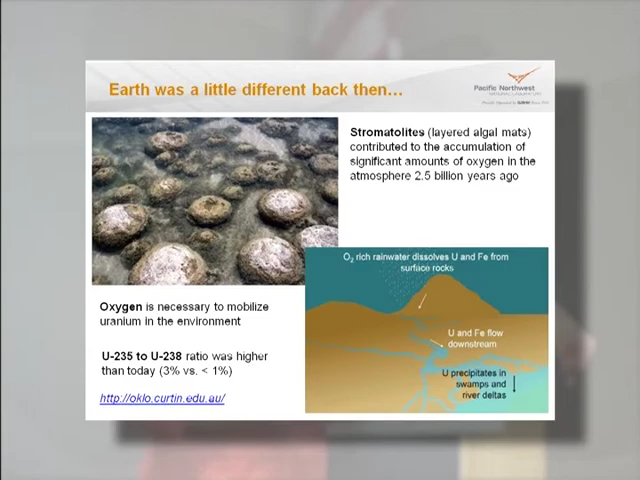 Earth was a little different back then…
Pacific Northwest
NATIONAL LABORATORY
Stromatolites (layered algal mats)
contributed to the accumulation of
significant amounts of oxygen in the
atmosphere 2.5 billion years ago
O2 rich rainwater dissolves U and Fe from
surface rocks
Oxygen is necessary to mobilize
uranium in the environment
U and Fe flow
downstream
U-235 to U-238 ratio was higher
than today (3% vs. < 1%)
U precipitates in
swamps and
river deltas
http://oklo.curtin.edu.au/